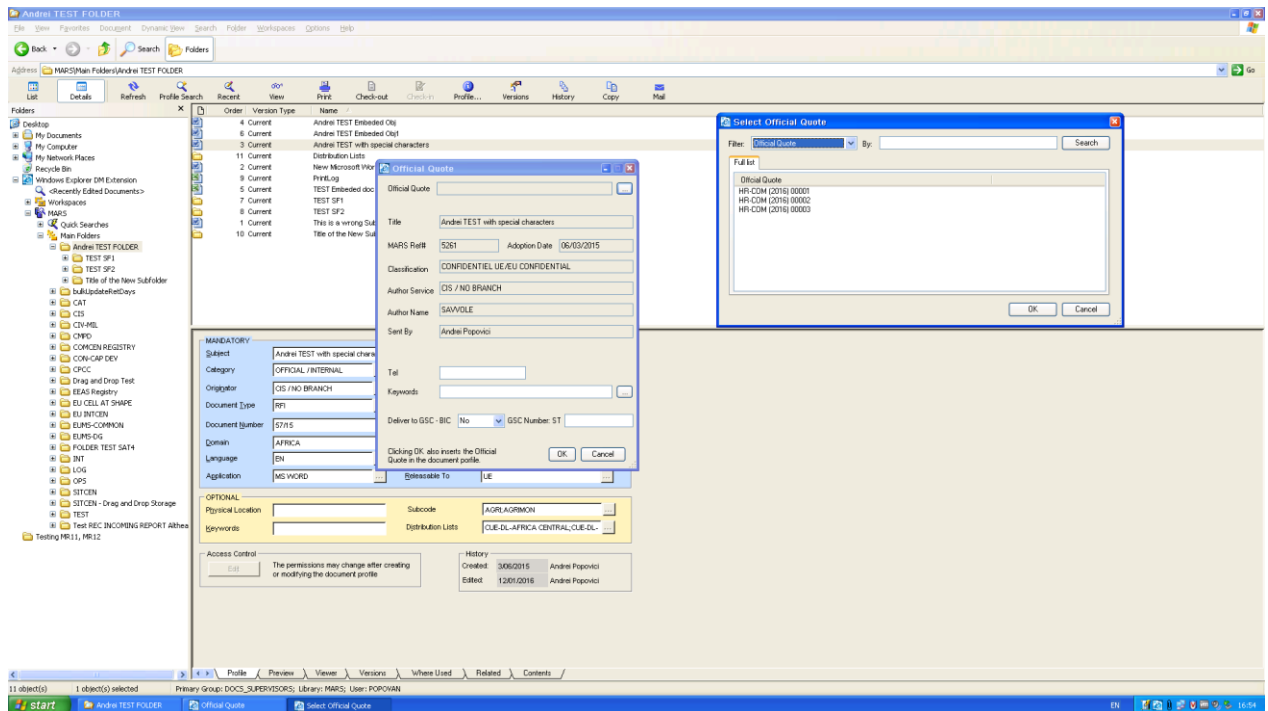 Andrei TEST FOLDER
File View Favorites Document Dynamic View Search Folder Workspaces Options Help
Back Search Folders
Address MARS\Main Folders\Andrei TEST FOLDER Go
List Details Refresh Profile Search Recent View Print Check-out Check-in Profile... Versions History Copy Mail
Folders
Desktop
My Documents
My Computer
My Network Places
Recycle Bin
Windows Explorer DM Extension
<Recently Edited Documents>
Workspaces
MARS
Quick Searches
Main Folders
Andrei TEST FOLDER
TEST SF1
TEST SF2
Title of the New Subfolder
bulkUpdateRetDays
CAT
CIS
CIV-MIL
CMPD
COMCEN REGISTRY
CON-CAP DEV
CPCC
Drag and Drop Test
EEAS Registry
EU CELL AT SHAPE
EU INTCEN
EUMS-COMMON
EUMS-DG
FOLDER TEST SAT4
INT
LOG
OPS
SITCEN
SITCEN - Drag and Drop Storage
TEST
Test REC INCOMING REPORT Althea
Testing MR11, MR12
Order Version Type Name
4 Current Andrei TEST Embeded Obj
6 Current Andrei TEST Embeded Obj1
3 Current Andrei TEST with special characters
11 Current Distribution Lists
2 Current New Microsoft Wor
9 Current PrintLog
5 Current TEST Embeded doc
7 Current TEST SF1
8 Current TEST SF2
1 Current This is a wrong Sub
10 Current Title of the New Sub
Official Quote
Official Quote ...
Title Andrei TEST with special characters
MARS Ref# 5261 Adoption Date 06/03/2015
Classification CONFIDENTIEL UE/EU CONFIDENTIAL
Author Service CIS / NO BRANCH
Author Name SAVVOLE
Sent By Andrei Popovici
Tel
Keywords ...
Deliver to GSC - BIC No GSC Number: ST
Clicking OK also inserts the Official
Quote in the document porfile.
OK Cancel
Select Official Quote
Filter: Official Quote By: Search
Full list
Official Quote
HR-COM (2016) 00001
HR-COM (2016) 00002
HR-COM (2016) 00003
OK Cancel
MANDATORY
Subject Andrei TEST with special chara
Category OFFICIAL / INTERNAL
Originator CIS / NO BRANCH
Document Type RFI
Document Number 57/15
Domain AFRICA
Language EN
Application MS WORD ... Releasable To UE ...
OPTIONAL
Physical Location Subcode AGRI;AGRIMON ...
Keywords Distribution Lists CUE-DL-AFRICA CENTRAL;CUE-DL- ...
Access Control
Edit The permissions may change after creating
or modifying the document profile
History
Created: 3/06/2015 Andrei Popovici
Edited: 12/01/2016 Andrei Popovici
Profile Preview Viewer Versions Where Used Related Contents
11 object(s) 1 object(s) selected Primary Group: DOCS_SUPERVISORS; Library: MARS; User: POPOVAN
start Andrei TEST FOLDER Official Quote Select Official Quote EN 16:54